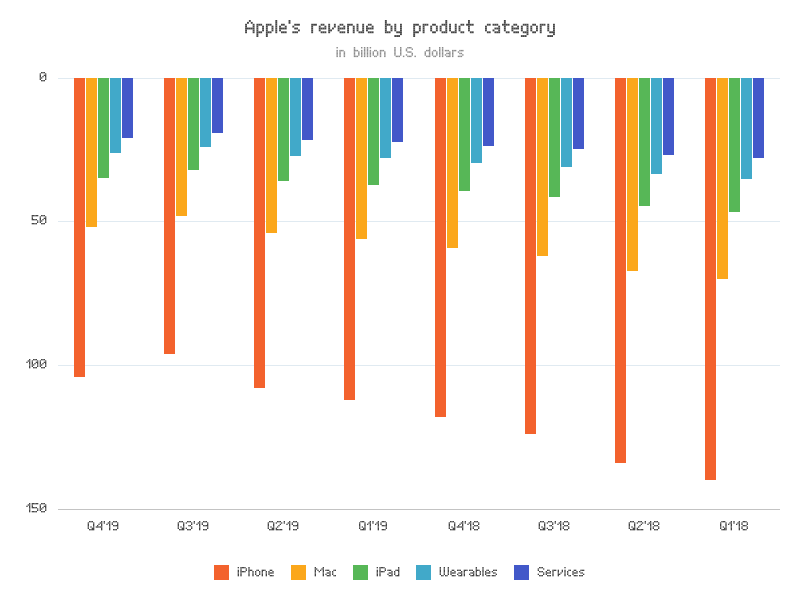 Apple's revenue by product category
in billion U.S. dollars
0
50
100
150
Q4'19 Q3'19 Q2'19 Q1'19 Q4'18 Q3'18 Q2'18 Q1'18
iPhone Mac iPad Wearables Services